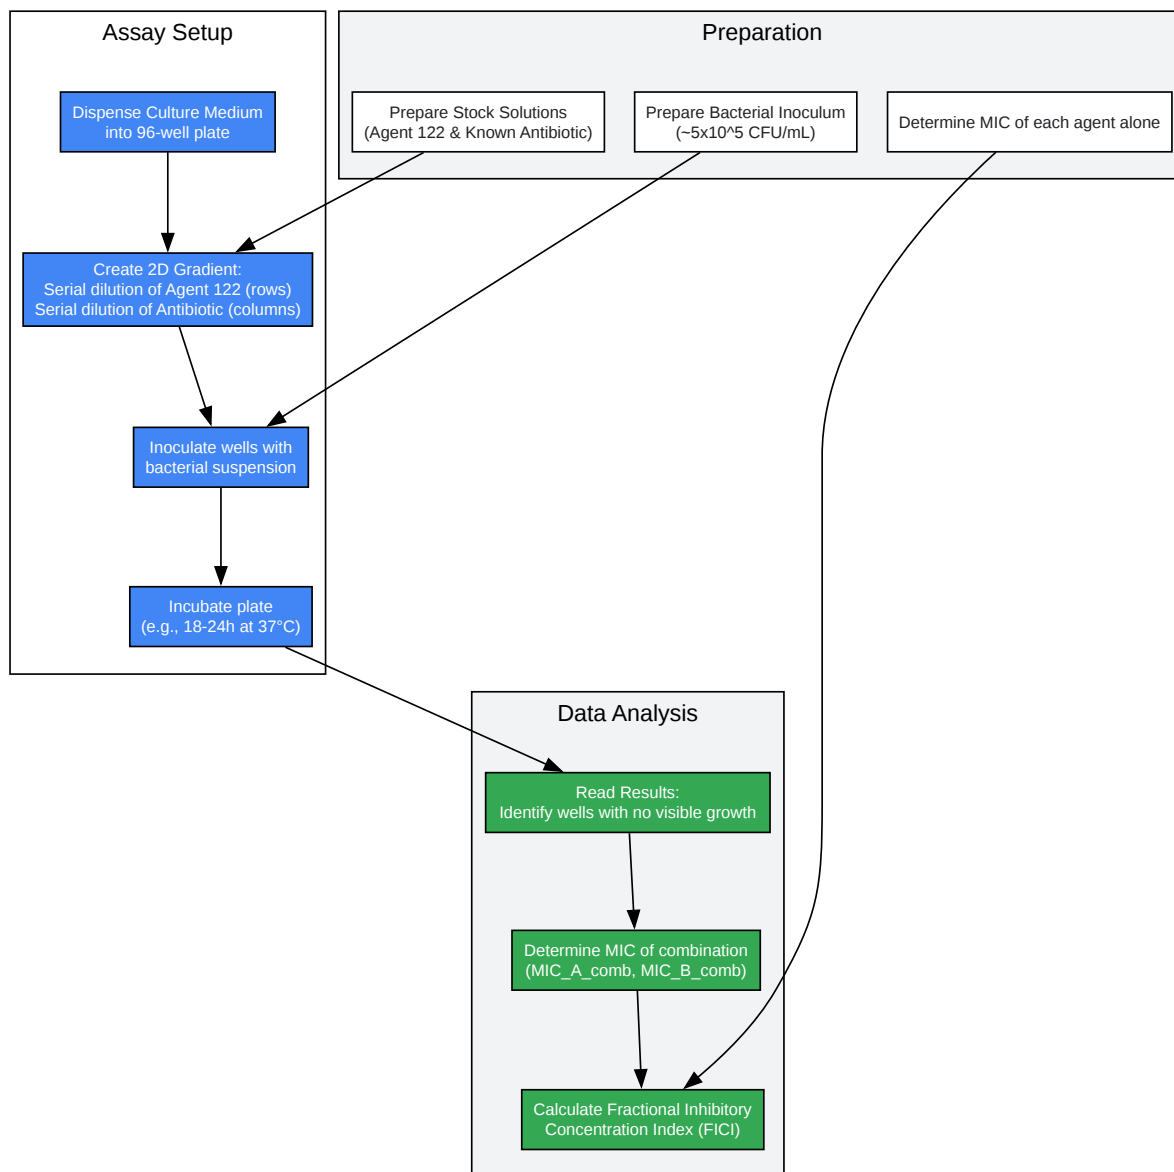 Assay Setup
Preparation
Dispense Culture Medium
into 96-well plate
Prepare Stock Solutions
(Agent 122 & Known Antibiotic)
Prepare Bacterial Inoculum
(~5x10^5 CFU/mL)
Determine MIC of each agent alone
Create 2D Gradient:
Serial dilution of Agent 122 (rows)
Serial dilution of Antibiotic (columns)
Inoculate wells with
bacterial suspension
Incubate plate
(e.g., 18-24h at 37°C)
Data Analysis
Read Results:
Identify wells with no visible growth
Determine MIC of combination
(MIC_A_comb, MIC_B_comb)
Calculate Fractional Inhibitory
Concentration Index (FICI)